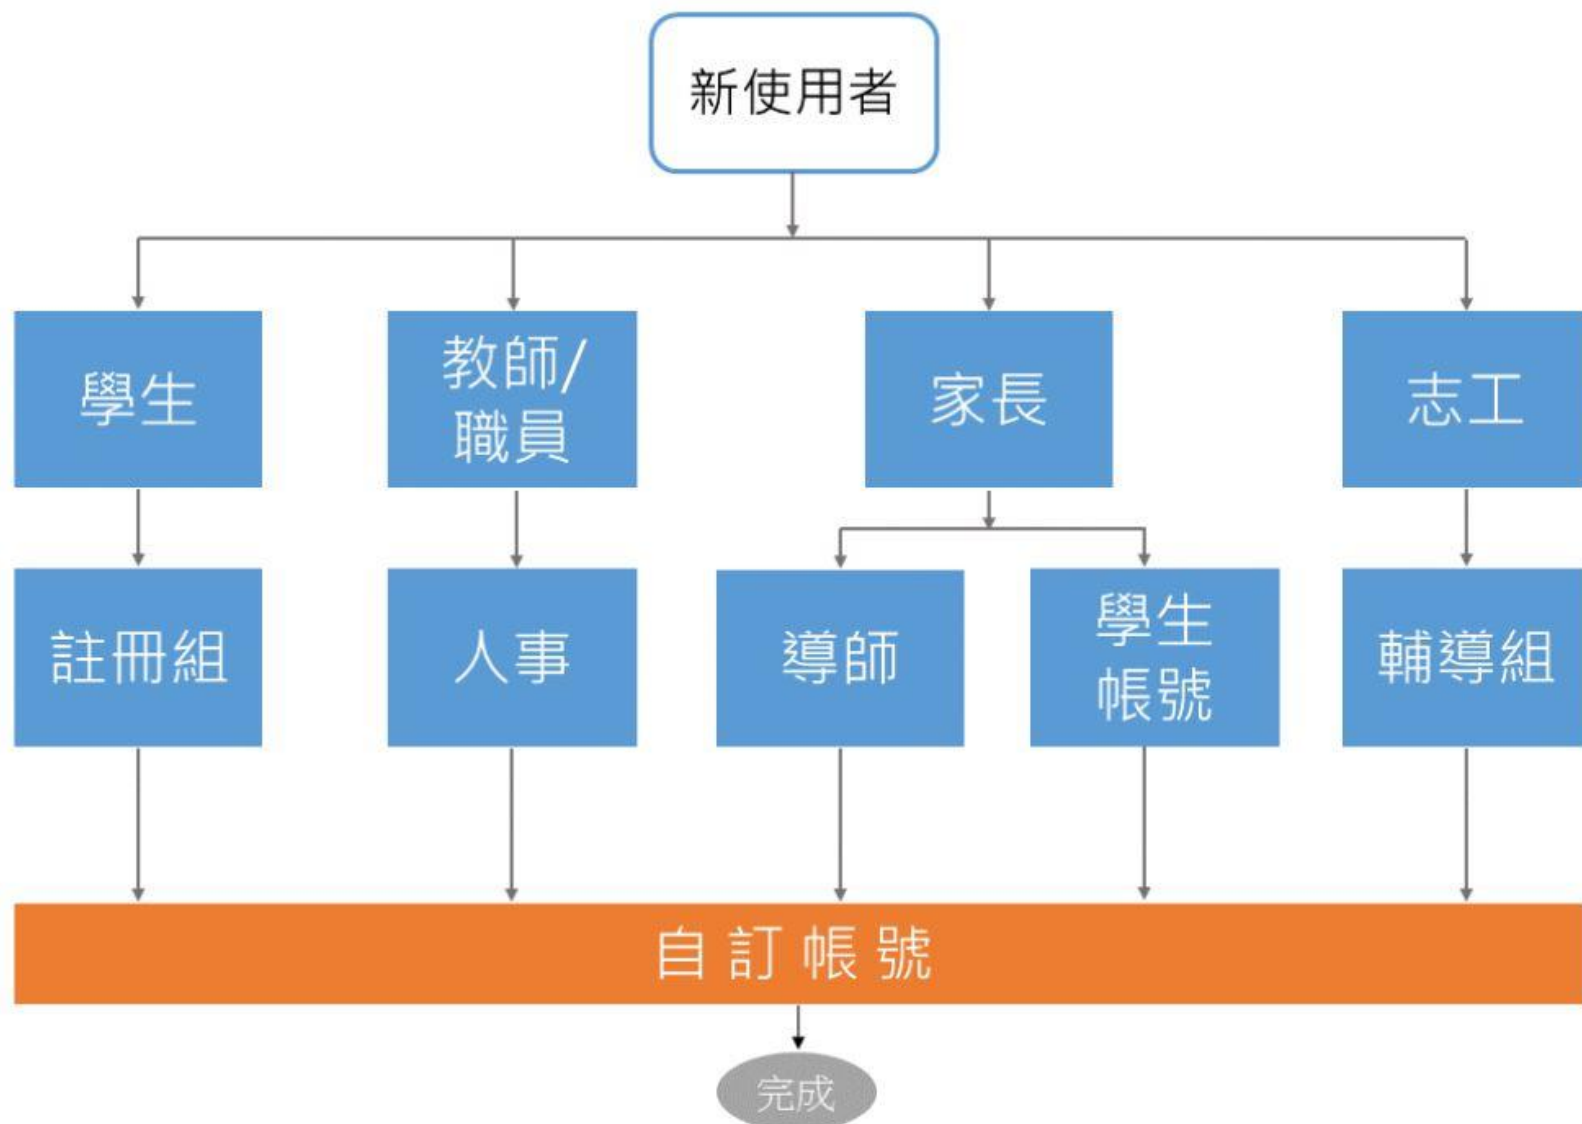 新使用者
學生
教師/
職員
家長
志工
註冊組
人事
導師
學生
帳號
輔導組
自訂帳號
完成